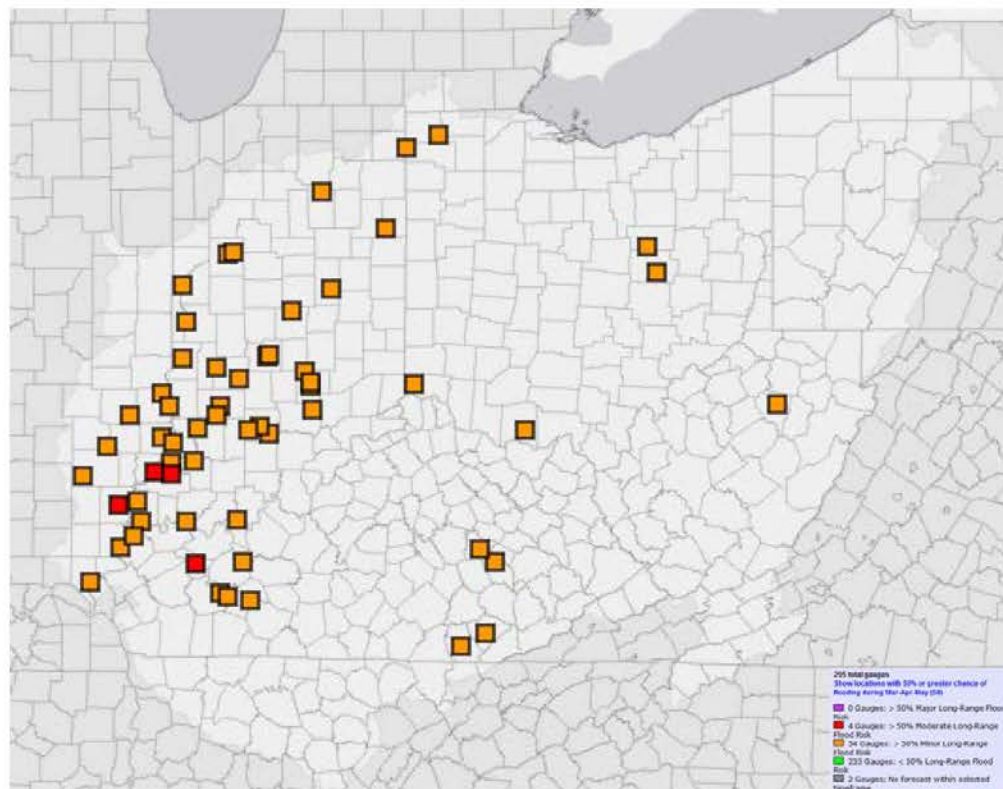 295 total gauges
Show locations with 50% or greater chance of
flooding during Mar-Apr-May (58)
0 Gauges: > 50% Major Long-Range Flood
Risk
4 Gauges: > 50% Moderate Long-Range
Flood Risk
54 Gauges: > 50% Minor Long-Range
Flood Risk
233 Gauges: < 50% Long-Range Flood
Risk
2 Gauges: No forecast within selected
timeframe